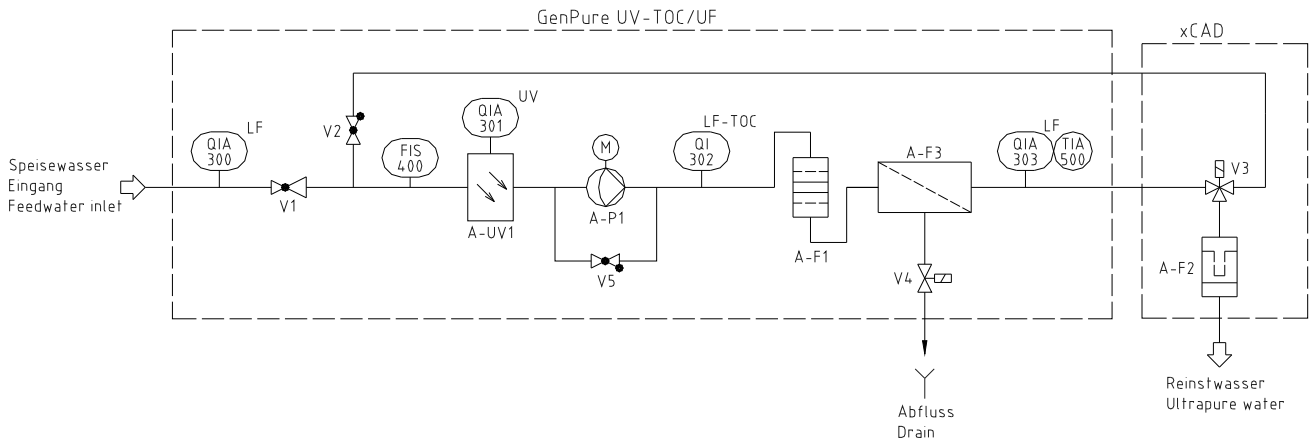 GenPure UV-TOC/UF
xCAD
Speisewasser
Eingang
Feedwater inlet
QIA
300
LF
V1
V2
FIS
400
QIA
301
UV
A-UV1
M
A-P1
V5
QI
302
LF-TOC
A-F1
A-F3
V4
Abfluss
Drain
QIA
303
LF
TIA
500
V3
A-F2
Reinstwasser
Ultrapure water